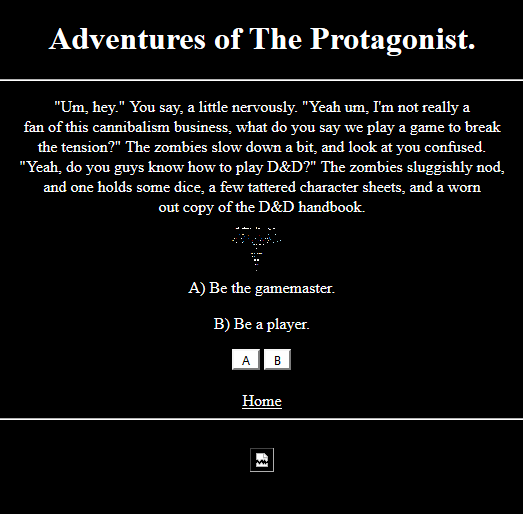 Adventures of The Protagonist.
"Um, hey." You say, a little nervously. "Yeah um, I'm not really a
fan of this cannibalism business, what do you say we play a game to break
the tension?" The zombies slow down a bit, and look at you confused.
"Yeah, do you guys know how to play D&D?" The zombies sluggishly nod,
and one holds some dice, a few tattered character sheets, and a worn
out copy of the D&D handbook.
A) Be the gamemaster.
B) Be a player.
A B
Home